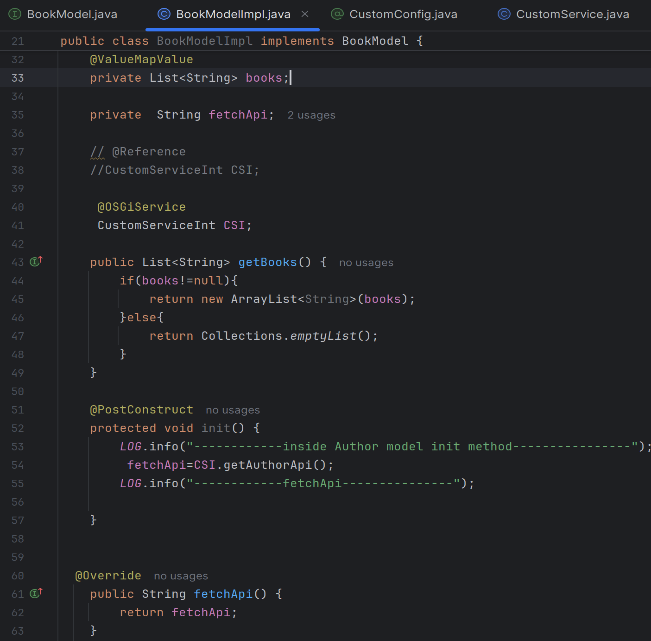 BookModel.java BookModelImpl.java CustomConfig.java CustomService.java
21 public class BookModelImpl implements BookModel {
32 @ValueMapValue
33 private List<String> books;
34
35 private  String fetchApi; 2 usages
36
37 // @Reference
38 //CustomServiceInt CSI;
39
40 @OSGiService
41 CustomServiceInt CSI;
42
43 public List<String> getBooks() { no usages
44 if(books!=null){
45 return new ArrayList<String>(books);
46 }else{
47 return Collections.emptyList();
48 }
49 }
50
51 @PostConstruct no usages
52 protected void init() {
53 LOG.info("------------inside Author model init method----------------");
54 fetchApi=CSI.getAuthorApi();
55 LOG.info("------------fetchApi---------------");
56
57 }
58
59
60 @Override no usages
61 public String fetchApi() {
62 return fetchApi;
63 }